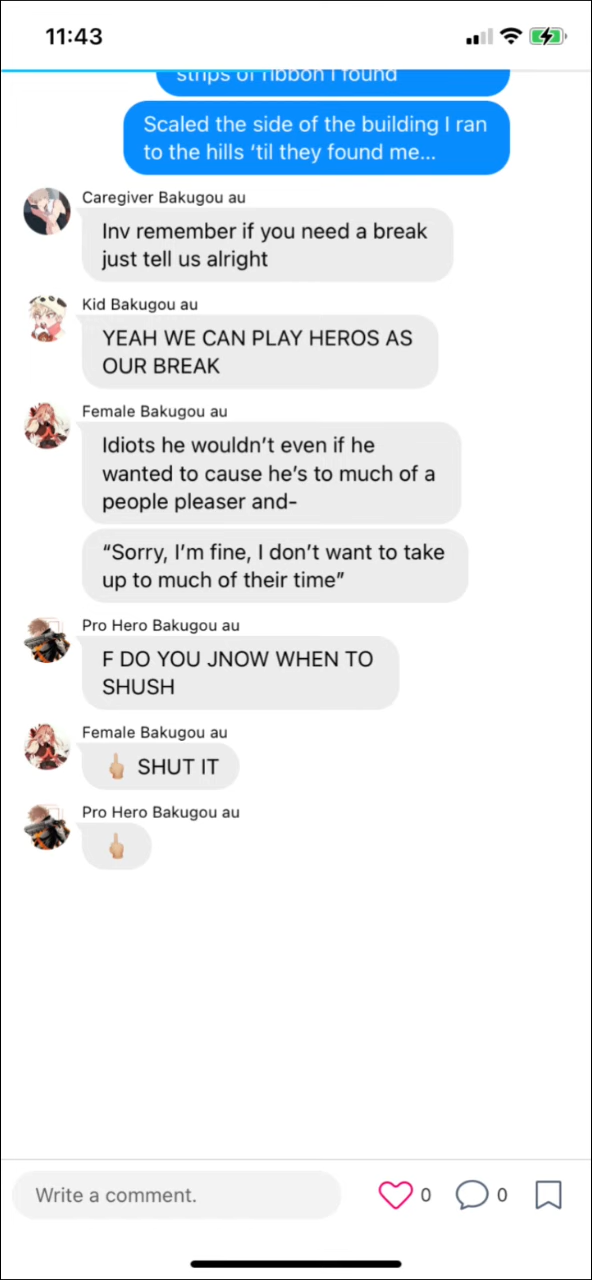 11:43
strips of ribbon I found
Scaled the side of the building I ran
to the hills ‘til they found me...
Caregiver Bakugou au
Inv remember if you need a break
just tell us alright
Kid Bakugou au
YEAH WE CAN PLAY HEROS AS
OUR BREAK
Female Bakugou au
Idiots he wouldn’t even if he
wanted to cause he’s to much of a
people pleaser and-
“Sorry, I’m fine, I don’t want to take
up to much of their time”
Pro Hero Bakugou au
F DO YOU JNOW WHEN TO
SHUSH
Female Bakugou au
🖕🏼 SHUT IT
Pro Hero Bakugou au
🖕🏼
Write a comment.
0
0